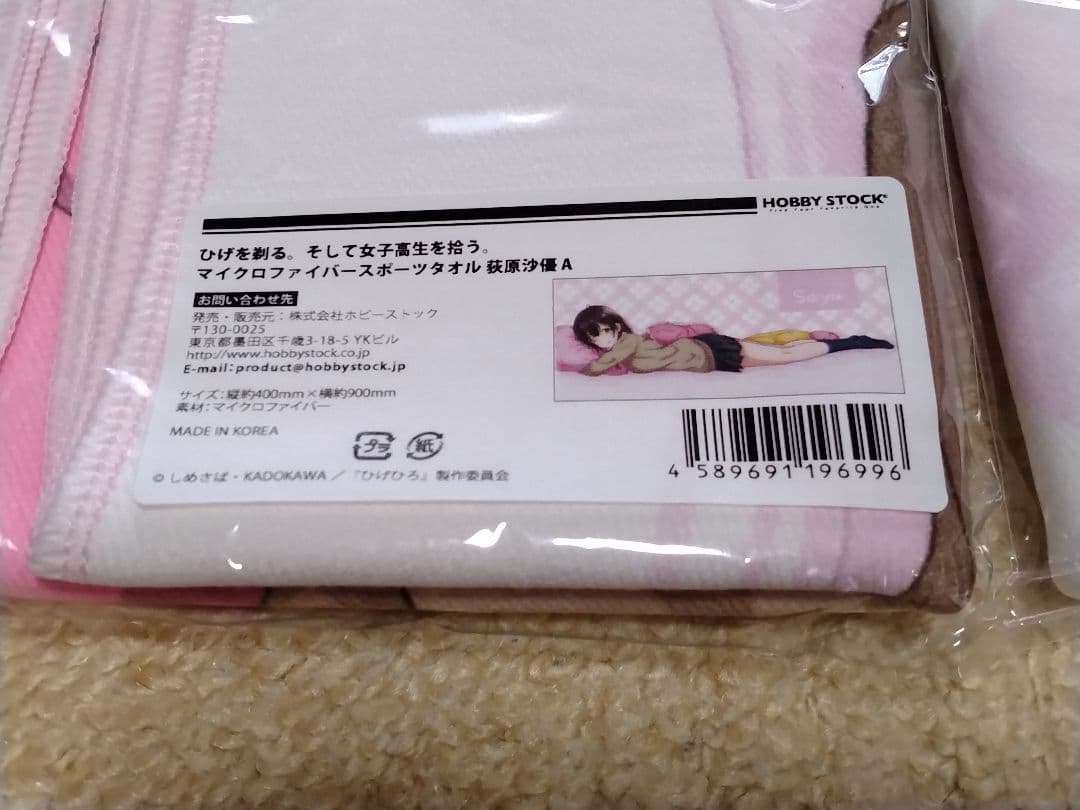 HOBBY STOCK
Find Your Favorite One
ひげを剃る。そして女子高生を拾う。
マイクロファイバースポーツタオル 荻原沙優 A
お問い合わせ先
発売・販売元：株式会社ホビーストック
〒130-0025
東京都墨田区千歳3-18-5 YKビル
http://www.hobbystock.co.jp
E-mail：product@hobbystock.jp
サイズ：縦約400mm×横約900mm
素材：マイクロファイバー
MADE IN KOREA
プラ
紙
© しめさば・KADOKAWA／『ひげひろ』製作委員会
Sayu
4 589691 196996